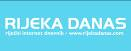 RIJEKA DANAS
riječki internet dnevnik - www.rijekadanas.com